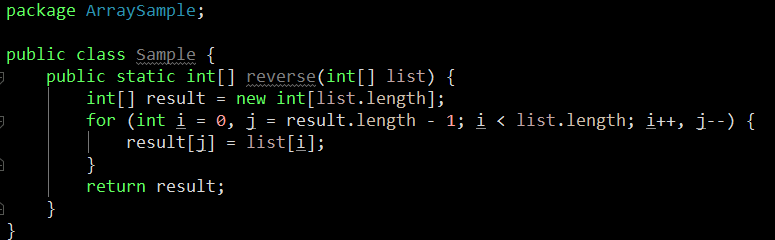 package ArraySample;
public class Sample {
    public static int[] reverse(int[] list) {
        int[] result = new int[list.length];
        for (int i = 0, j = result.length - 1; i < list.length; i++, j--) {
            result[j] = list[i];
        }
        return result;
    }
}